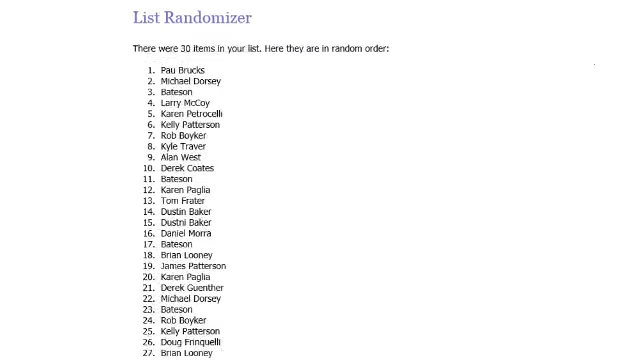 List Randomizer
There were 30 items in your list. Here they are in random order:
1. Pau Brucks
2. Michael Dorsey
3. Bateson
4. Larry McCoy
5. Karen Petrocelli
6. Kelly Patterson
7. Rob Boyker
8. Kyle Traver
9. Alan West
10. Derek Coates
11. Bateson
12. Karen Paglia
13. Tom Frater
14. Dustin Baker
15. Dustni Baker
16. Daniel Morra
17. Bateson
18. Brian Looney
19. James Patterson
20. Karen Paglia
21. Derek Guenther
22. Michael Dorsey
23. Bateson
24. Rob Boyker
25. Kelly Patterson
26. Doug Frinquelli
27. Brian Looney